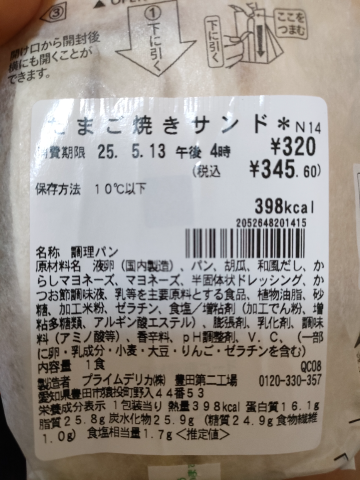 ③
①
下に引く
下に引く
ここを
つまむ
開け口から開封後
横にも開くことが
できます。
たまご焼きサンド*N14
消費期限 25. 5.13 午後 4時
¥320
(税込 ¥345.60)
保存方法 10℃以下
398kcal
2052648201415
名称 調理パン
原材料名 液卵(国内製造)、パン、胡瓜、和風だし、か
らしマヨネーズ、マヨネーズ、半固体状ドレッシング、か
つお節調味液、乳等を主要原料とする食品、植物油脂、砂
糖、加工米粉、ゼラチン、食塩/増粘剤(加工でん粉、増
粘多糖類、アルギン酸エステル)、膨張剤、乳化剤、調味
料(アミノ酸等)、香辛料、pH調整剤、V.C、(一部
に卵・乳成分・小麦・大豆・りんご・ゼラチンを含む)
内容量 1食
QC08
製造者 プライムデリカ(株) 豊田第二工場 0120-330-357
愛知県豊田市猿投町野入44番53
栄養成分表示 1包装当り 熱量398kcal 蛋白質16.1g
脂質25.8g 炭水化物25.9g (糖質24.9g 食物繊維
1.0g) 食塩相当量1.7g <推定値>